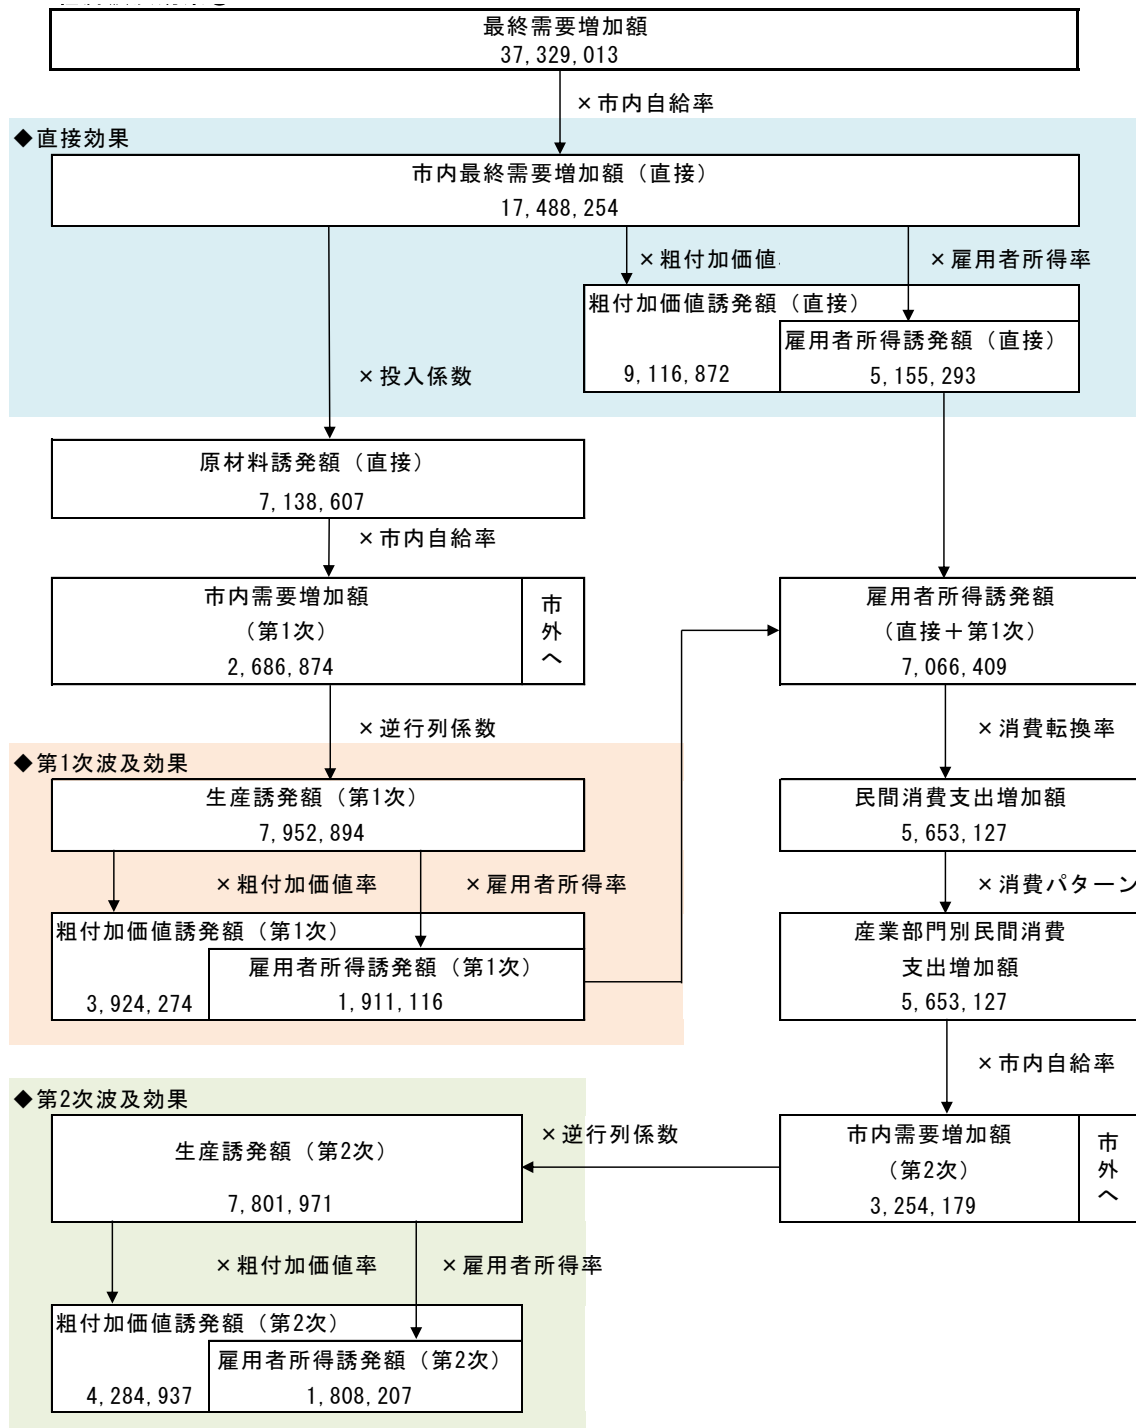 最終需要増加額
37,329,013
×市内自給率
◆直接効果
市内最終需要増加額（直接）
17,488,254
×粗付加価値
×雇用者所得率
粗付加価値誘発額（直接）
雇用者所得誘発額（直接）
9,116,872
5,155,293
×投入係数
原材料誘発額（直接）
7,138,607
×市内自給率
市内需要増加額
(第1次)
2,686,874
市外へ
雇用者所得誘発額
(直接＋第1次)
7,066,409
×逆行列係数
×消費転換率
◆第1次波及効果
生産誘発額（第1次）
7,952,894
民間消費支出増加額
5,653,127
×粗付加価値率
×雇用者所得率
×消費パターン
粗付加価値誘発額（第1次）
雇用者所得誘発額（第1次）
3,924,274
1,911,116
産業部門別民間消費
支出増加額
5,653,127
×市内自給率
◆第2次波及効果
生産誘発額（第2次）
7,801,971
×逆行列係数
市内需要増加額
(第2次)
3,254,179
市外へ
×粗付加価値率
×雇用者所得率
粗付加価値誘発額（第2次）
雇用者所得誘発額（第2次）
4,284,937
1,808,207